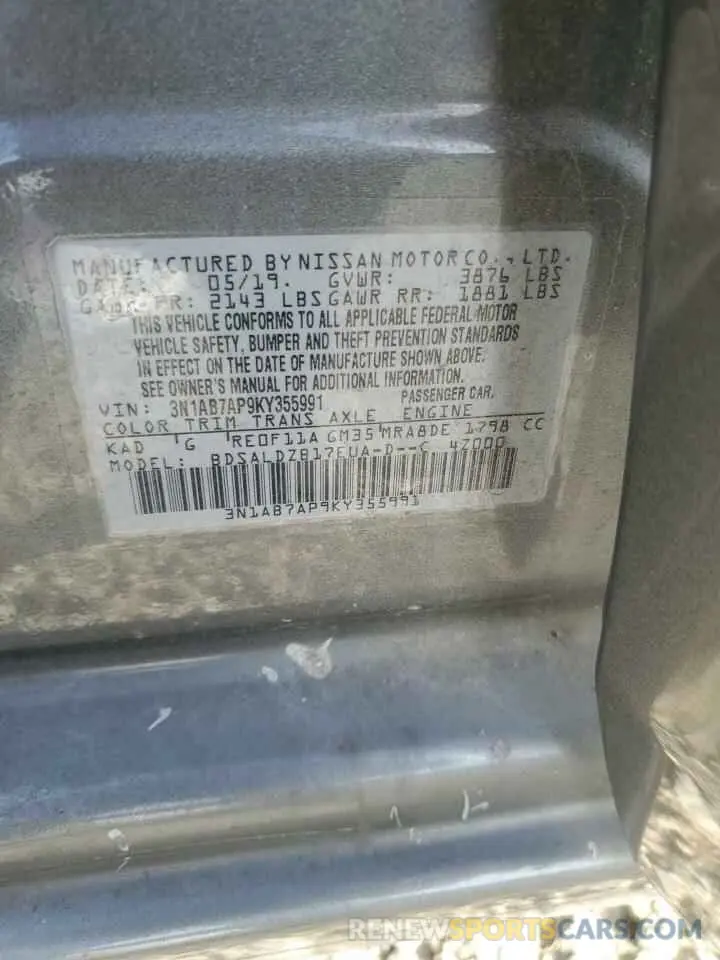 MANUFACTURED BY NISSAN MOTOR CO., LTD.
DATE: 05/19. GVWR: 3876 LBS
GAWR FR: 2143 LBS GAWR RR: 1881 LBS
THIS VEHICLE CONFORMS TO ALL APPLICABLE FEDERAL MOTOR
VEHICLE SAFETY, BUMPER AND THEFT PREVENTION STANDARDS
IN EFFECT ON THE DATE OF MANUFACTURE SHOWN ABOVE.
SEE OWNER'S MANUAL FOR ADDITIONAL INFORMATION.
VIN: 3N1AB7AP9KY355991 PASSENGER CAR.
COLOR TRIM TRANS AXLE ENGINE
KAD G RE0F11A GM35 MRA8DE 1798 CC
MODEL: BDSALDZB17EUA-D--C 4Z000
3N1AB7AP9KY355991
RENEWSPORTSCARS.COM